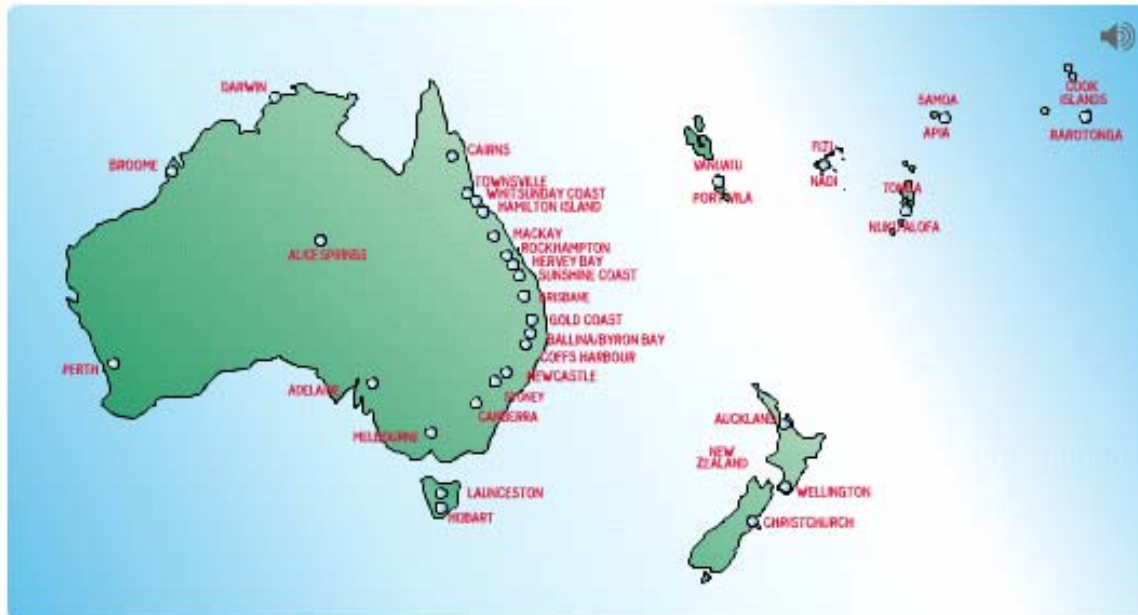 DARWIN
BROOME
CAIRNS
TOWNSVILLE
WHITSUNDAY COAST
HAMILTON ISLAND
MACKAY
ALICE SPRINGS
ROCKHAMPTON
HERVEY BAY
SUNSHINE COAST
BRISBANE
GOLD COAST
BALLINA/BYRON BAY
COFFS HARBOUR
PERTH
NEWCASTLE
ADELAIDE
SYDNEY
CANBERRA
MELBOURNE
LAUNCESTON
HOBART
VANUATU
PORT VILA
FIJI
NADI
SAMOA
APIA
TONGA
NUKU'ALOFA
COOK
ISLANDS
RAROTONGA
AUCKLAND
NEW
ZEALAND
WELLINGTON
CHRISTCHURCH